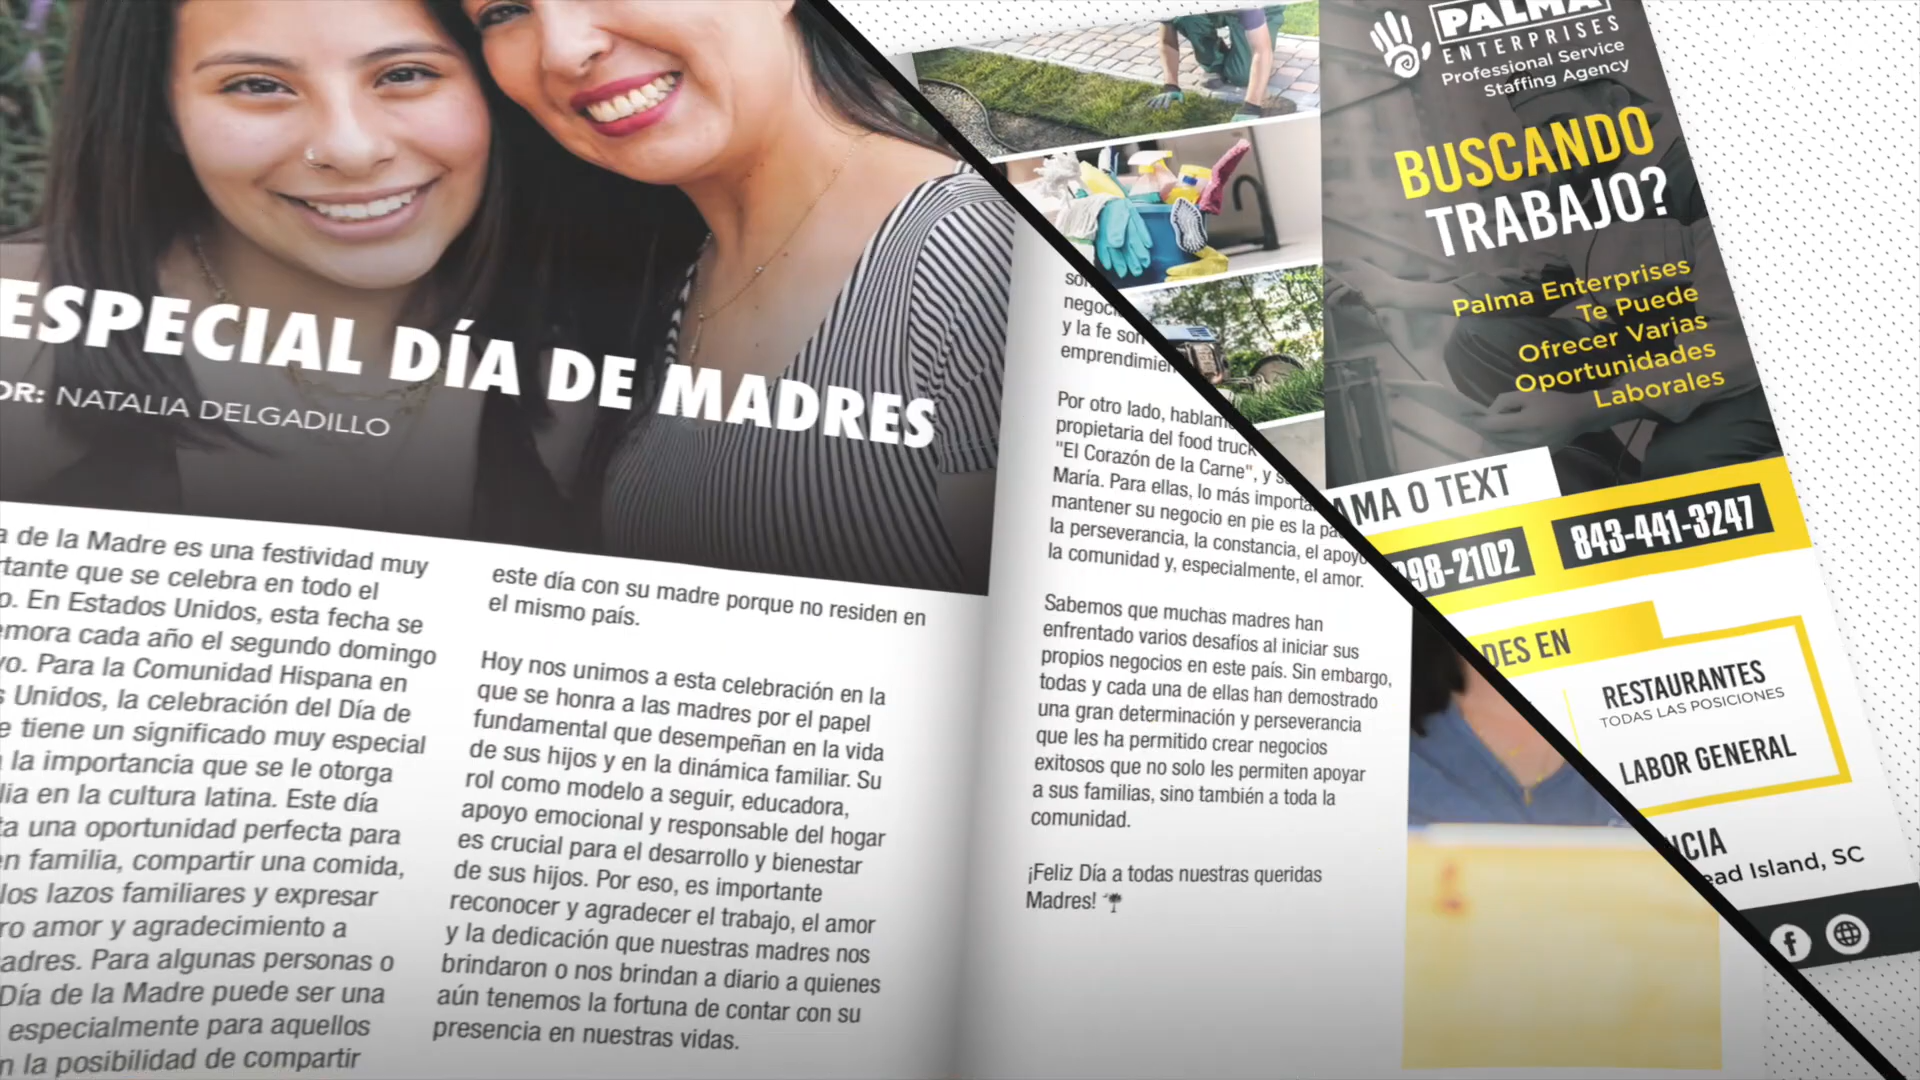 ESPECIAL DÍA DE MADRES
OR: NATALIA DELGADILLO
a de la Madre es una festividad muy
rtante que se celebra en todo el
o. En Estados Unidos, esta fecha se
emora cada año el segundo domingo
yo. Para la Comunidad Hispana en
s Unidos, la celebración del Día de
e tiene un significado muy especial
la importancia que se le otorga
lia en la cultura latina. Este día
ta una oportunidad perfecta para
en familia, compartir una comida,
los lazos familiares y expresar
ro amor y agradecimiento a
adres. Para algunas personas o
Día de la Madre puede ser una
especialmente para aquellos
n la posibilidad de compartir
este día con su madre porque no residen en
el mismo país.
Hoy nos unimos a esta celebración en la
que se honra a las madres por el papel
fundamental que desempeñan en la vida
de sus hijos y en la dinámica familiar. Su
rol como modelo a seguir, educadora,
apoyo emocional y responsable del hogar
es crucial para el desarrollo y bienestar
de sus hijos. Por eso, es importante
reconocer y agradecer el trabajo, el amor
y la dedicación que nuestras madres nos
brindaron o nos brindan a diario a quienes
aún tenemos la fortuna de contar con su
presencia en nuestras vidas.
son
negoc
y la fe son
emprendimien
Por otro lado, hablam
propietaria del food truck
"El Corazón de la Carne", y s
María. Para ellas, lo más importa
mantener su negocio en pie es la pa
la perseverancia, la constancia, el apoyo
la comunidad y, especialmente, el amor.
Sabemos que muchas madres han
enfrentado varios desafíos al iniciar sus
propios negocios en este país. Sin embargo,
todas y cada una de ellas han demostrado
una gran determinación y perseverancia
que les ha permitido crear negocios
exitosos que no solo les permiten apoyar
a sus familias, sino también a toda la
comunidad.
¡Feliz Día a todas nuestras queridas
Madres!
PALMA
ENTERPRISES
Professional Service
Staffing Agency
BUSCANDO
TRABAJO?
Palma Enterprises
Te Puede
Ofrecer Varias
Oportunidades
Laborales
AMA O TEXT
98-2102 843-441-3247
DES EN
RESTAURANTES
TODAS LAS POSICIONES
LABOR GENERAL
NCIA
ead Island, SC